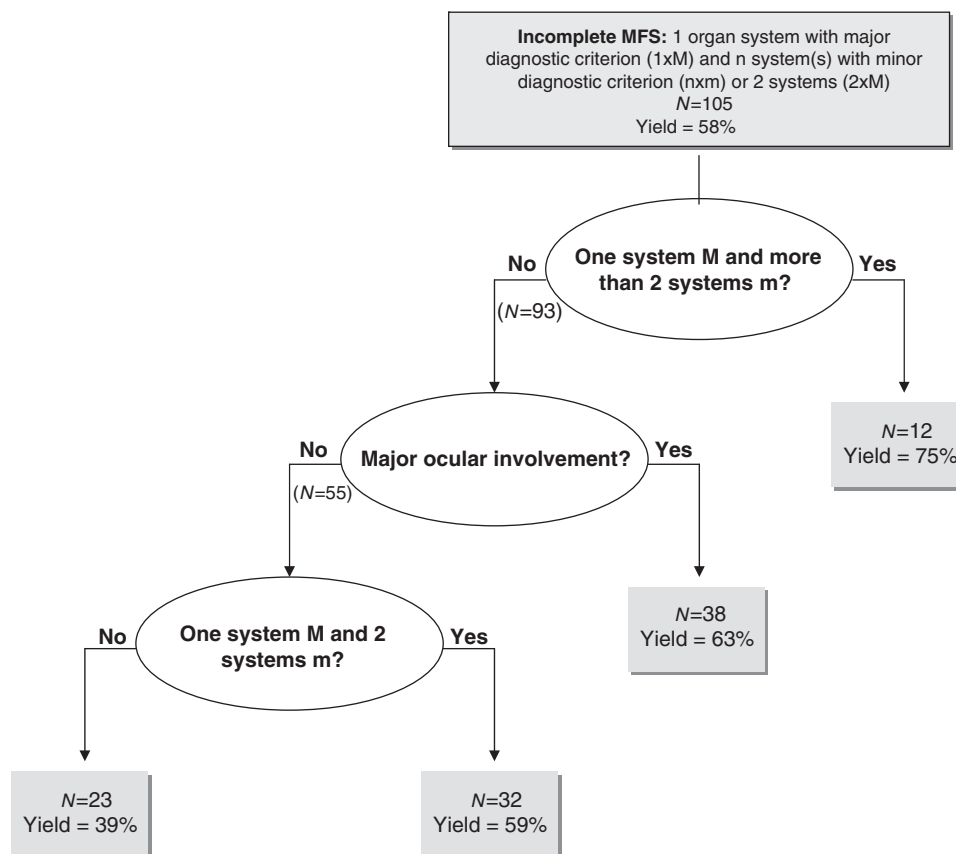 Incomplete MFS: 1 organ system with major
diagnostic criterion (1xM) and n system(s) with minor
diagnostic criterion (nxm) or 2 systems (2xM)
N=105
Yield = 58%
One system M and more
than 2 systems m?
No
Yes
(N=93)
N=12
Yield = 75%
Major ocular involvement?
No
Yes
(N=55)
N=38
Yield = 63%
One system M and 2
systems m?
No
Yes
N=23
Yield = 39%
N=32
Yield = 59%